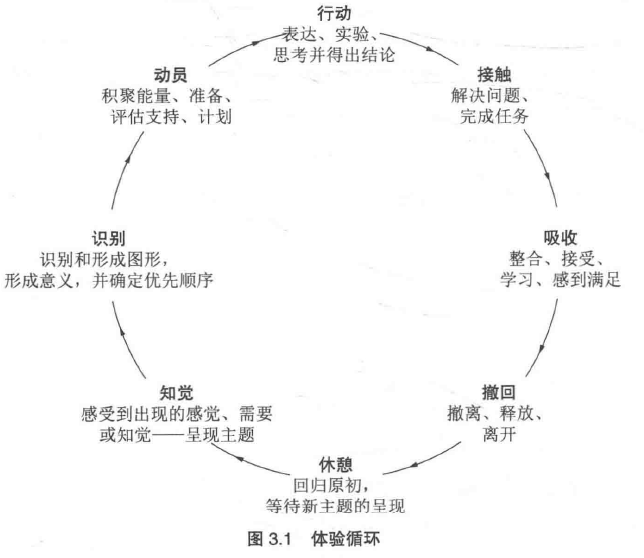 行动
表达、实验、
思考并得出结论
接触
解决问题、
完成任务
吸收
整合、接受、
学习、感到满足
撤回
撤离、释放、
离开
休憩
回归原初，
等待新主题的呈现
知觉
感受到出现的感觉、需要
或知觉——呈现主题
识别
识别和形成图形，
形成意义，并确定优先顺序
动员
积聚能量、准备、
评估支持、计划
图 3.1 体验循环